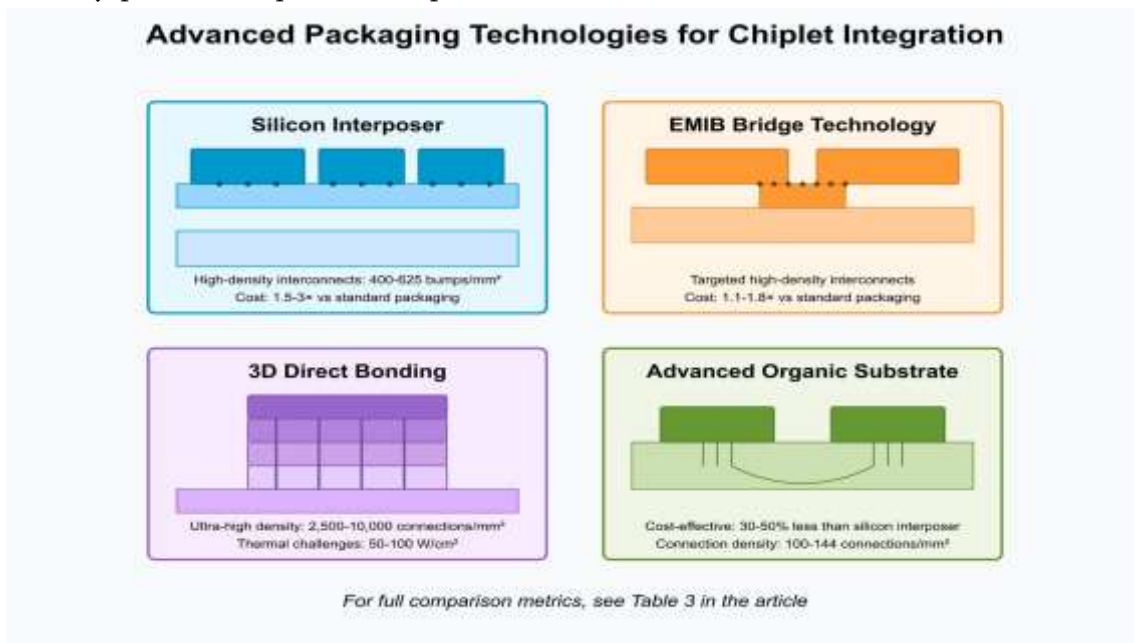 Advanced Packaging Technologies for Chiplet Integration
Silicon Interposer
High-density interconnects: 400-625 bumps/mm²
Cost: 1.5-3× vs standard packaging
EMIB Bridge Technology
Targeted high-density interconnects
Cost: 1.1-1.8× vs standard packaging
3D Direct Bonding
Ultra-high density: 2,500-10,000 connections/mm²
Thermal challenges: 50-100 W/cm²
Advanced Organic Substrate
Cost-effective: 30-50% less than silicon interposer
Connection density: 100-144 connections/mm²
For full comparison metrics, see Table 3 in the article